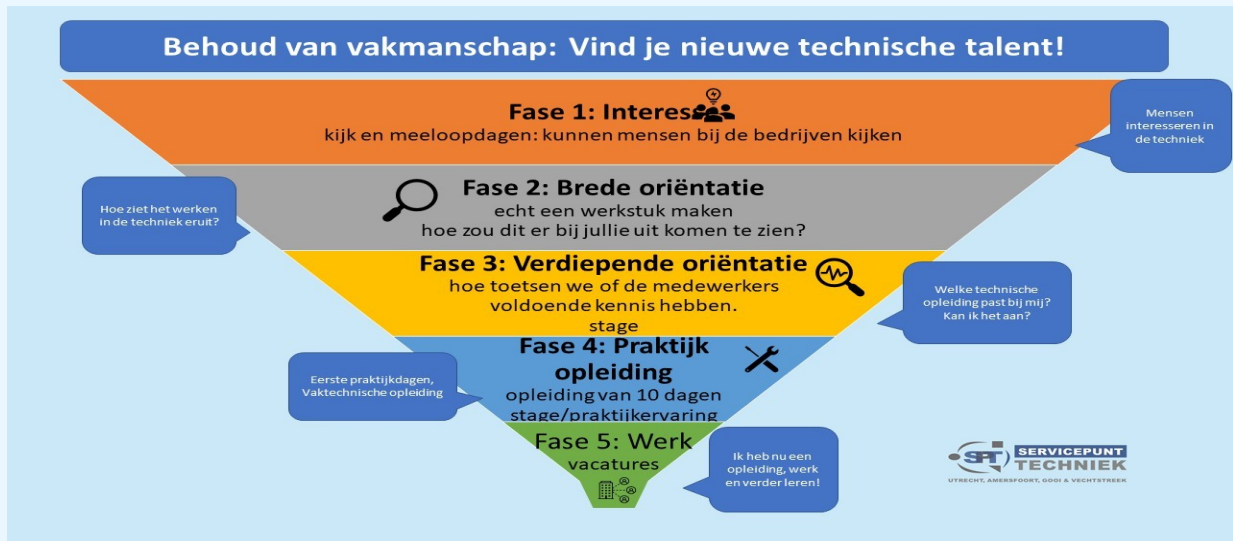 Behoud van vakmanschap: Vind je nieuwe technische talent!
Fase 1: Interes
kijk en meeloopdagen: kunnen mensen bij de bedrijven kijken
Mensen
interesseren in
de techniek
Fase 2: Brede oriëntatie
echt een werkstuk maken
hoe zou dit er bij jullie uit komen te zien?
Hoe ziet het werken
in de techniek eruit?
Fase 3: Verdiepende oriëntatie
hoe toetsen we of de medewerkers
voldoende kennis hebben.
stage
Welke technische
opleiding past bij mij?
Kan ik het aan?
Fase 4: Praktijk
opleiding
opleiding van 10 dagen
stage/praktijkervaring
Eerste praktijkdagen,
Vaktechnische opleiding
Fase 5: Werk
vacatures
Ik heb nu een
opleiding, werk
en verder leren!
SPT SERVICEPUNT
TECHNIEK
UTRECHT, AMERSFOORT, GOOI & VECHTSTREEK